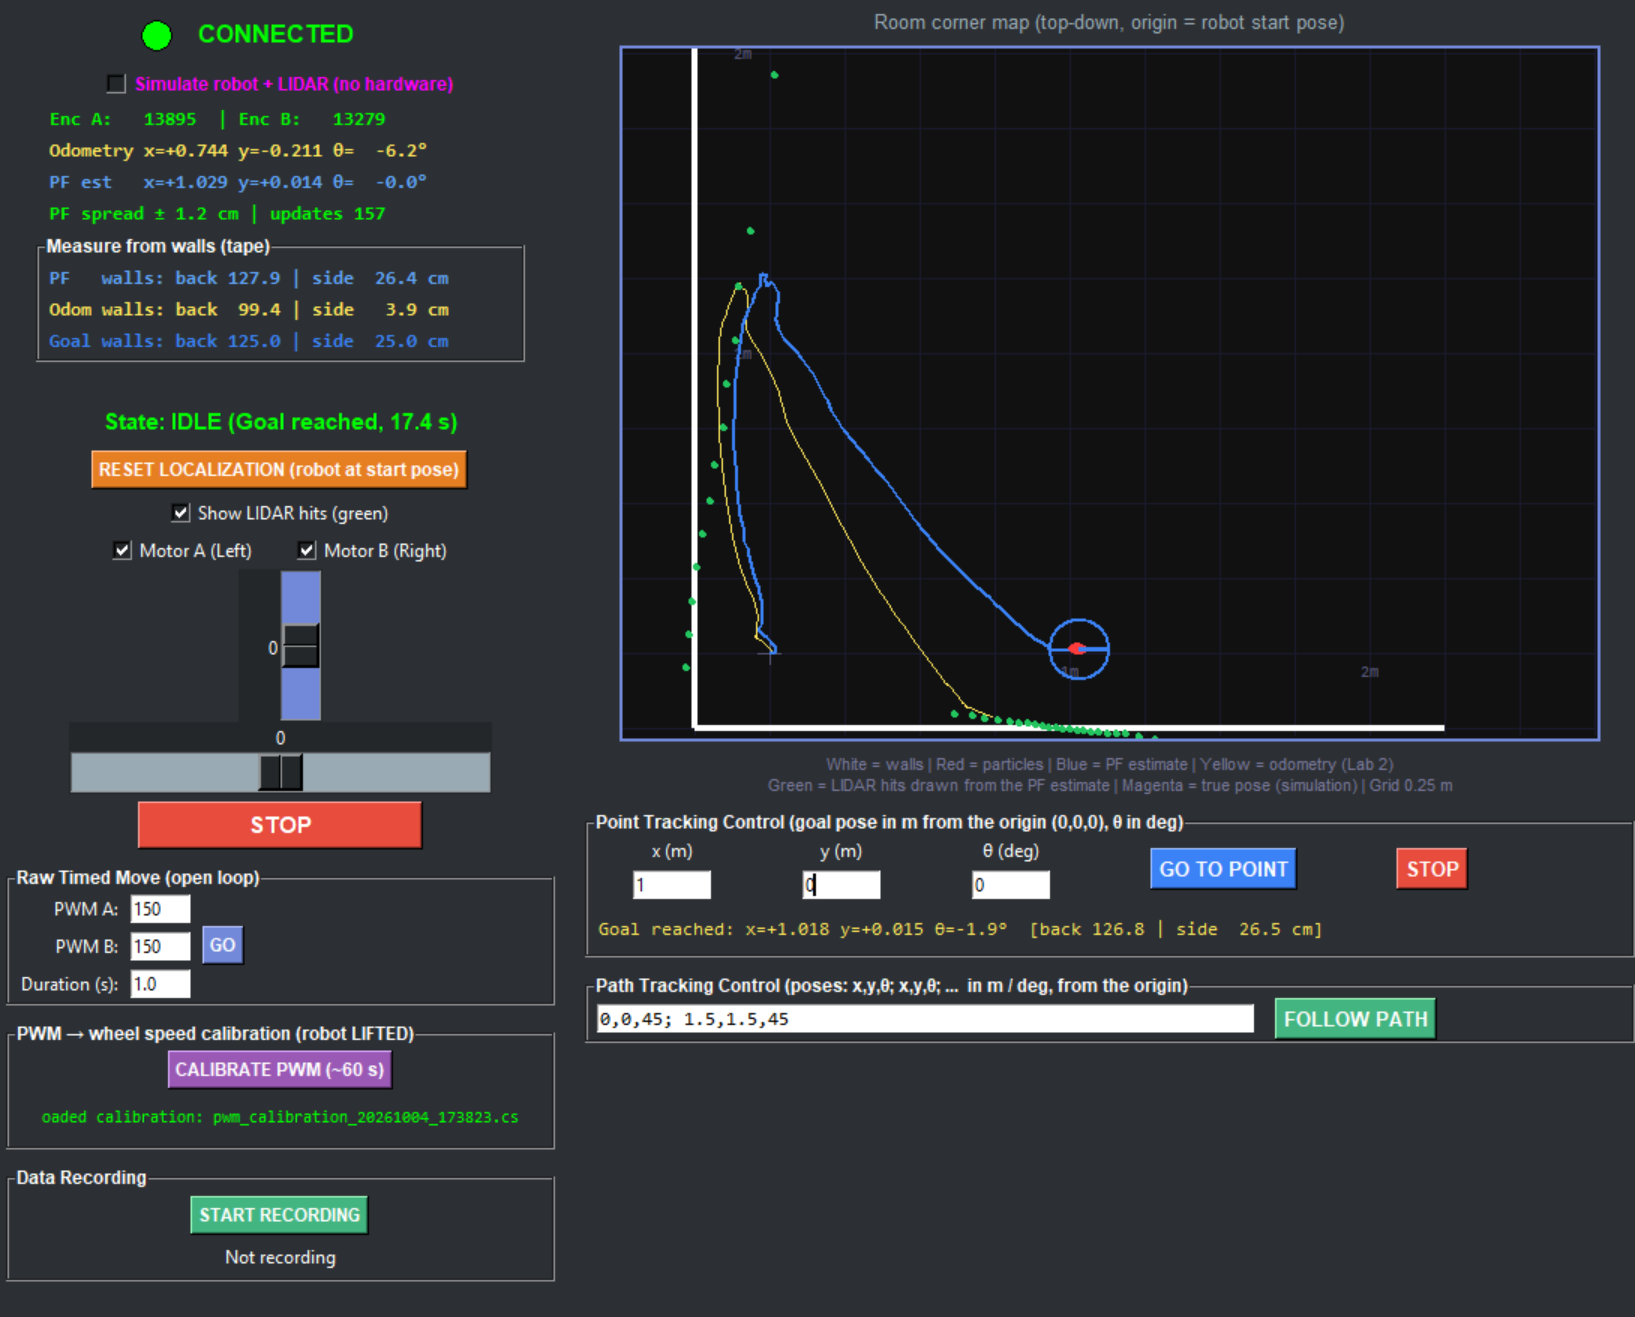 CONNECTED
Simulate robot + LIDAR (no hardware)
Enc A: 13895 | Enc B: 13279
Odometry x=+0.744 y=-0.211 θ= -6.2°
PF est x=+1.029 y=+0.014 θ= -0.0°
PF spread ± 1.2 cm | updates 157
Measure from walls (tape)
PF walls: back 127.9 | side 26.4 cm
Odom walls: back 99.4 | side 3.9 cm
Goal walls: back 125.0 | side 25.0 cm
State: IDLE (Goal reached, 17.4 s)
RESET LOCALIZATION (robot at start pose)
Show LIDAR hits (green)
Motor A (Left) Motor B (Right)
0
0
STOP
Raw Timed Move (open loop)
PWM A: 150
PWM B: 150
GO
Duration (s): 1.0
PWM → wheel speed calibration (robot LIFTED)
CALIBRATE PWM (~60 s)
oaded calibration: pwm_calibration_20261004_173823.cs
Data Recording
START RECORDING
Not recording
Room corner map (top-down, origin = robot start pose)
2m
1m 2m
White = walls | Red = particles | Blue = PF estimate | Yellow = odometry (Lab 2)
Green = LIDAR hits drawn from the PF estimate | Magenta = true pose (simulation) | Grid 0.25 m
Point Tracking Control (goal pose in m from the origin (0,0,0), θ in deg)
x (m) y (m) θ (deg)
1 0 0
GO TO POINT STOP
Goal reached: x=+1.018 y=+0.015 θ=-1.9° [back 126.8 | side 26.5 cm]
Path Tracking Control (poses: x,y,θ; x,y,θ; ... in m / deg, from the origin)
0,0,45; 1.5,1.5,45
FOLLOW PATH